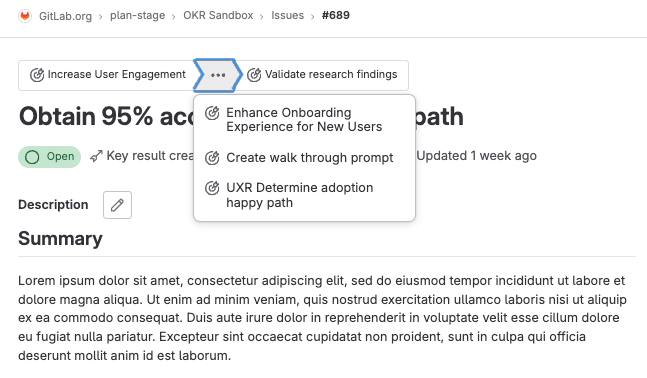 GitLab.org › plan-stage › OKR Sandbox › Issues › #689
Increase User Engagement ••• Validate research findings
Enhance Onboarding
Experience for New Users
Create walk through prompt
UXR Determine adoption
happy path
Obtain 95% path
Open Key result Updated 1 week ago
Description
Summary
Lorem ipsum dolor sit amet, consectetur adipiscing elit, sed do eiusmod tempor incididunt ut labore et
dolore magna aliqua. Ut enim ad minim veniam, quis nostrud exercitation ullamco laboris nisi ut aliquip
ex ea commodo consequat. Duis aute irure dolor in reprehenderit in voluptate velit esse cillum dolore
eu fugiat nulla pariatur. Excepteur sint occaecat cupidatat non proident, sunt in culpa qui officia
deserunt mollit anim id est laborum.